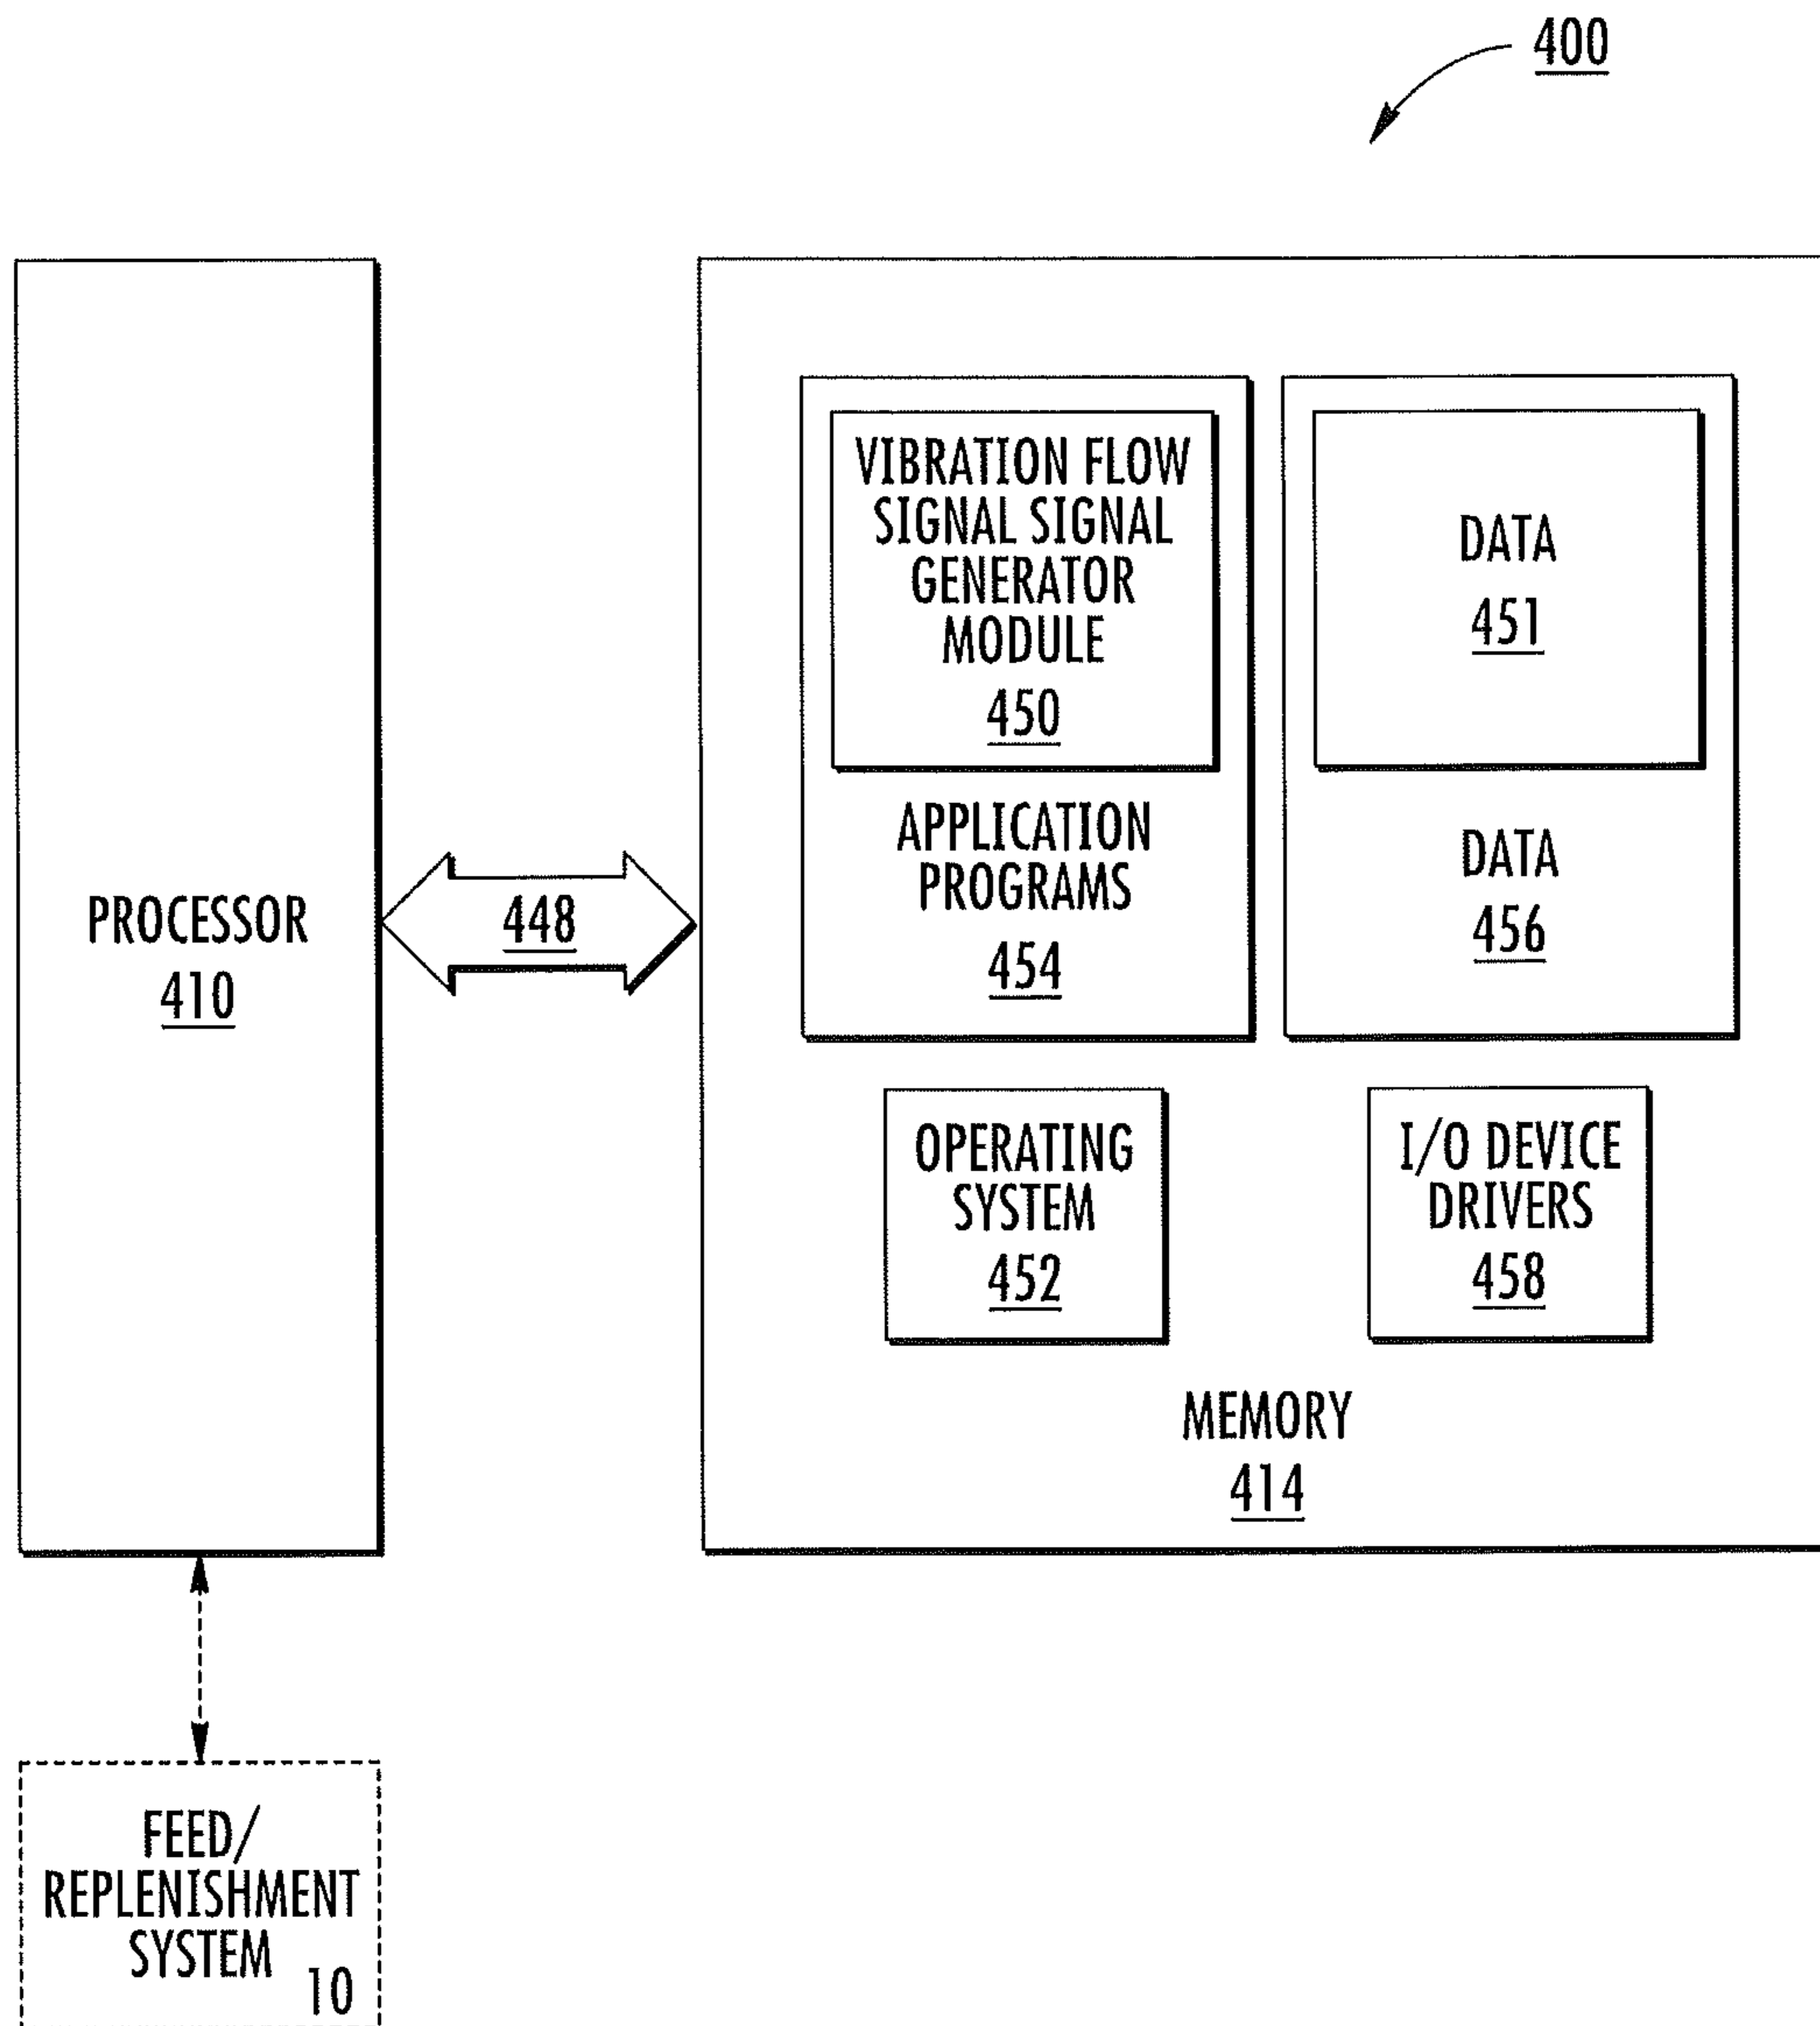 400
PROCESSOR
410
448
VIBRATION FLOW
SIGNAL SIGNAL
GENERATOR
MODULE
450
APPLICATION
PROGRAMS
454
DATA
451
DATA
456
OPERATING
SYSTEM
452
I/O DEVICE
DRIVERS
458
MEMORY
414
FEED/
REPLENISHMENT
SYSTEM
10